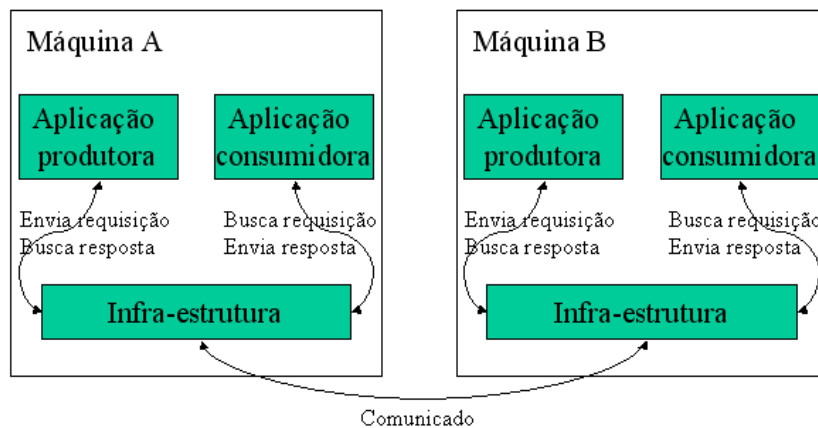 Máquina A
Aplicação
produtora
Aplicação
consumidora
Envia requisição
Busca resposta
Busca requisição
Envia resposta
Infra-estrutura
Máquina B
Aplicação
produtora
Aplicação
consumidora
Envia requisição
Busca resposta
Busca requisição
Envia resposta
Infra-estrutura
Comunicado